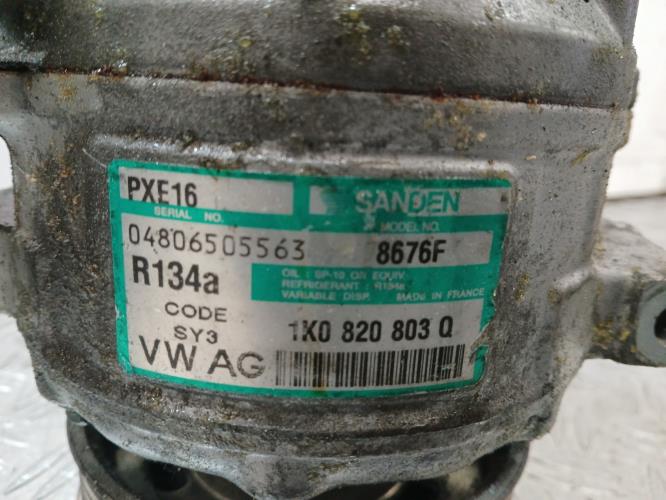 PXE16 SANDEN
SERIAL NO. MODEL NO.
04806505563 8676F
R134a OIL : SP-10 OR EQUIV.
REFRIGERANT : R134a
VARIABLE DISP. MADE IN FRANCE
CODE
SY3 1K0 820 803 Q
VW AG